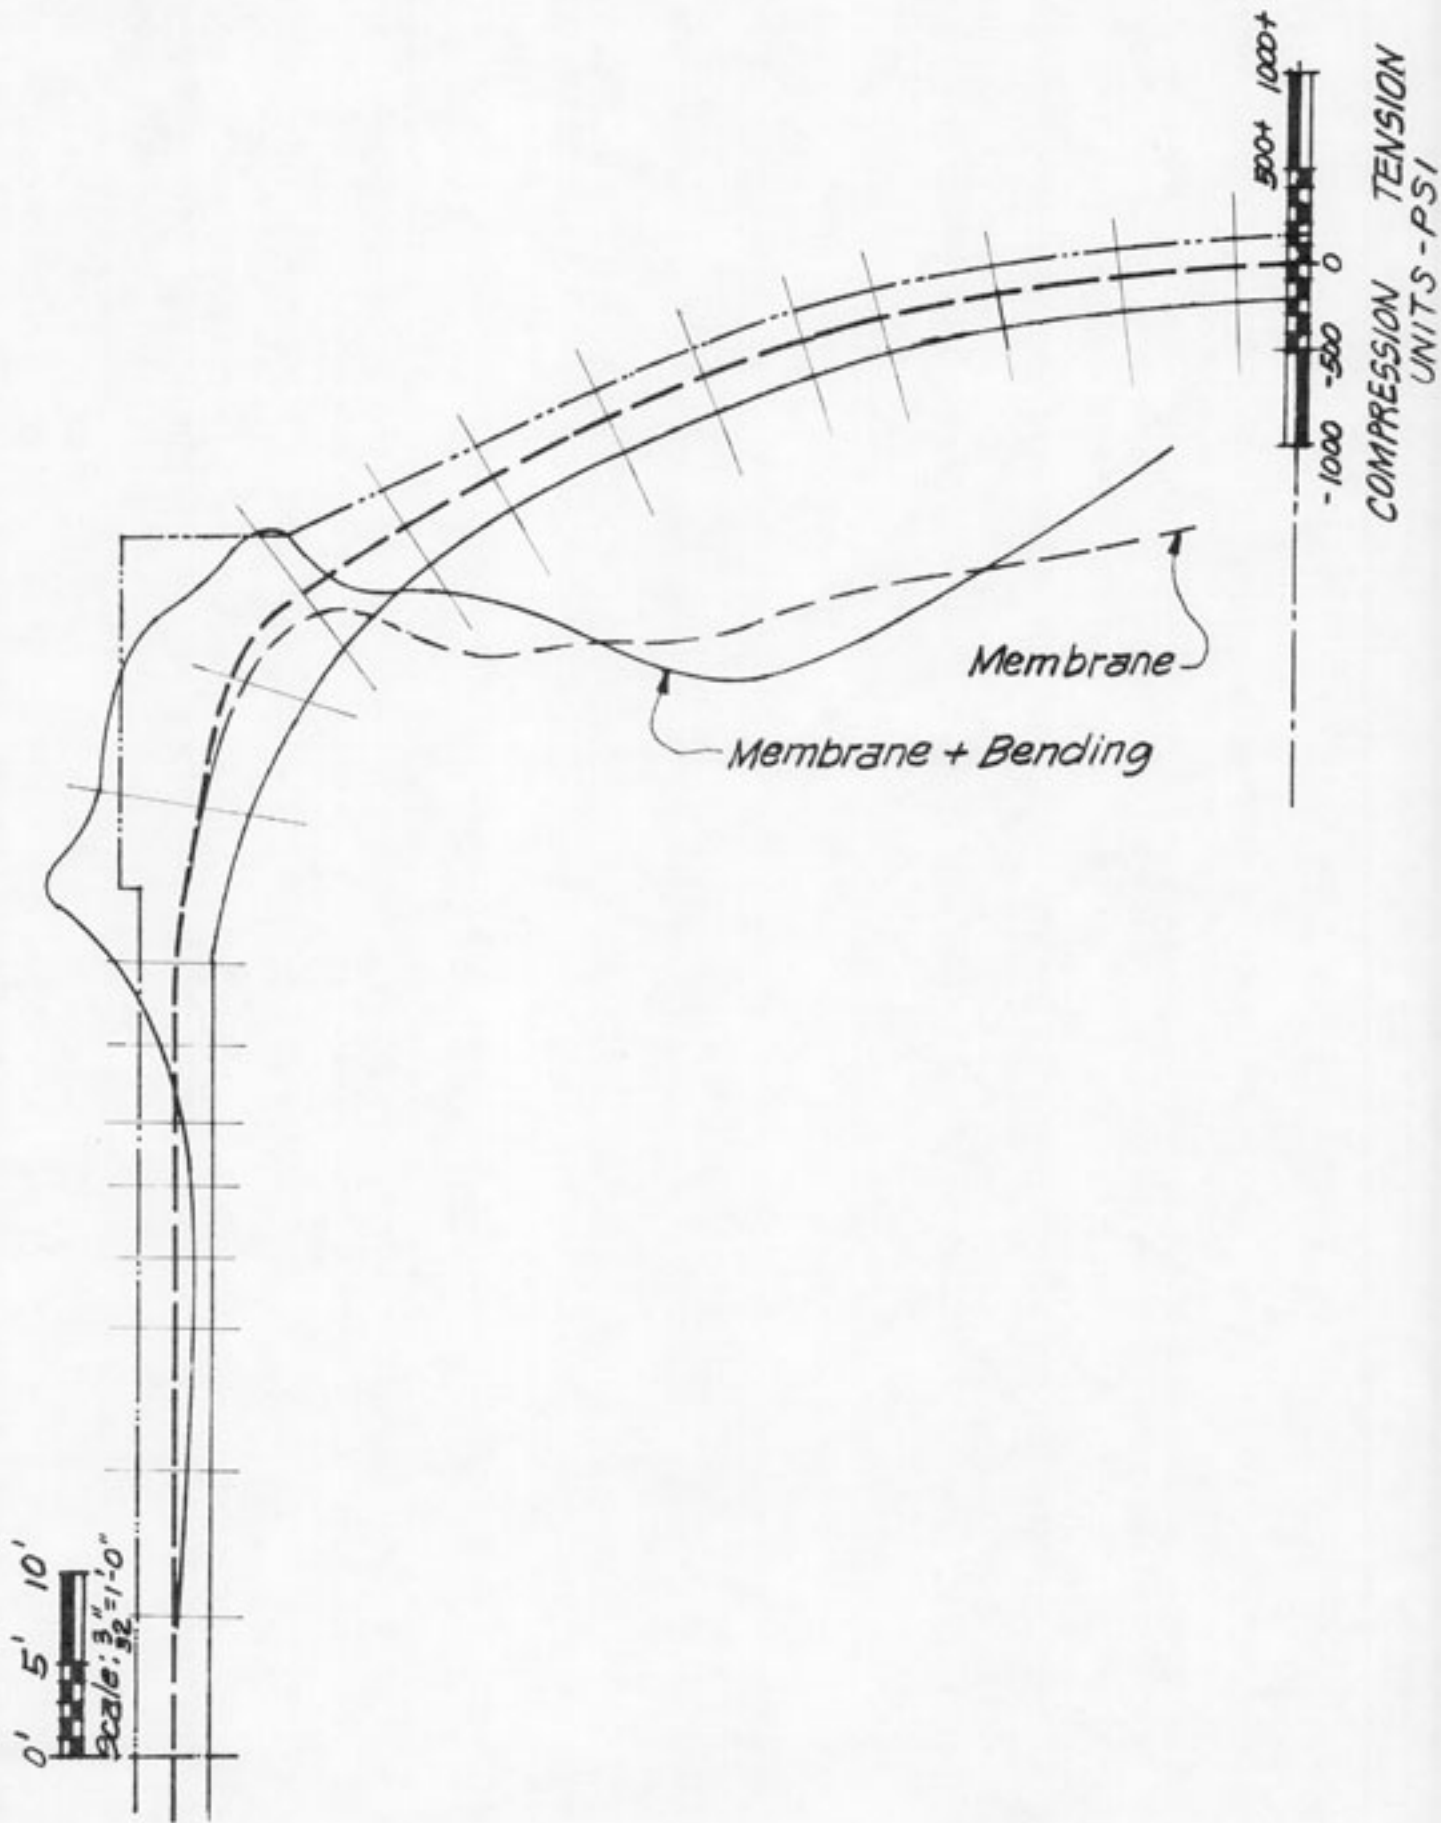 1000+
500+
0
-500
-1000
COMPRESSION TENSION
UNITS - PSI
Membrane
Membrane + Bending
0' 5' 10'
Scale: 3"/32 = 1'-0"